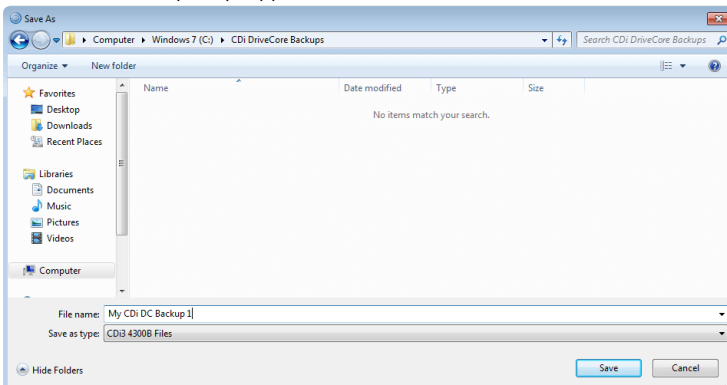 Save As
Computer ▸ Windows 7 (C:) ▸ CDi DriveCore Backups
Search CDi DriveCore Backups
Organize
New folder
Name
Date modified
Type
Size
No items match your search.
Favorites
Desktop
Downloads
Recent Places
Libraries
Documents
Music
Pictures
Videos
Computer
File name: My CDi DC Backup 1
Save as type: CDi3 4300B Files
Hide Folders
Save
Cancel